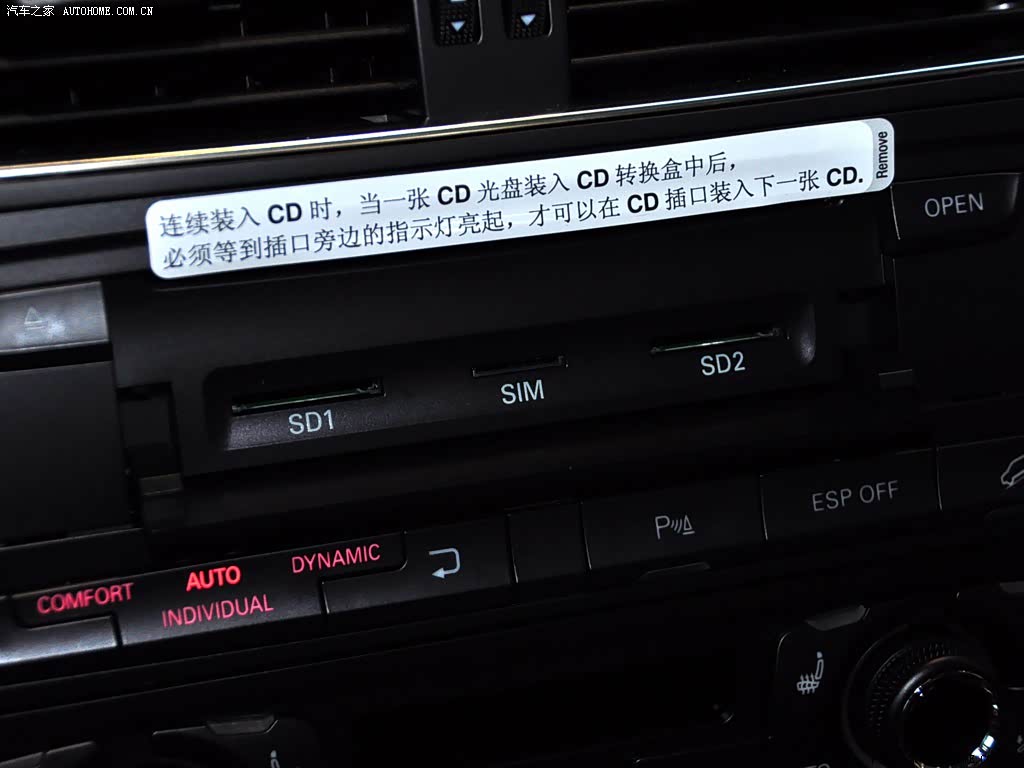 汽车之家 AUTOHOME.COM.CN
连续装入 CD 时，当一张 CD 光盘装入 CD 转换盒中后，
必须等到插口旁边的指示灯亮起，才可以在 CD 插口装入下一张 CD.
Remove
OPEN
SD1
SIM
SD2
ESP OFF
P
COMFORT
AUTO
DYNAMIC
INDIVIDUAL